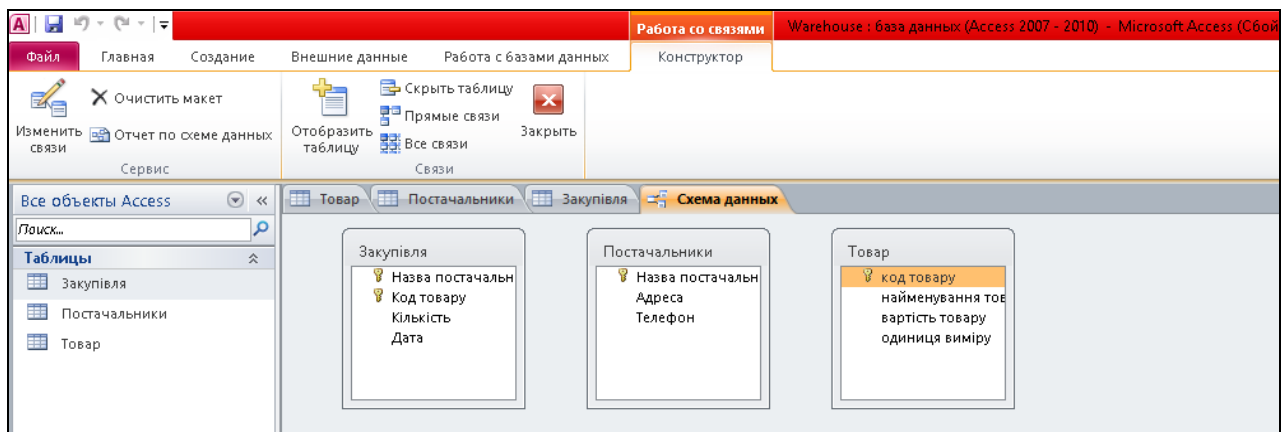 Работа со связями
Warehouse : база данных (Access 2007 - 2010) - Microsoft Access (Сбой
Файл Главная Создание Внешние данные Работа с базами данных Конструктор
Изменить связи
Очистить макет
Отчет по схеме данных
Сервис
Отобразить таблицу
Скрыть таблицу
Прямые связи
Все связи
Закрыть
Связи
Все объекты Access
Поиск...
Таблицы
Закупівля
Постачальники
Товар
Товар Постачальники Закупівля Схема данных
Закупівля
Назва постачальн
Код товару
Кількість
Дата
Постачальники
Назва постачальн
Адреса
Телефон
Товар
код товару
найменування тов
вартість товару
одиниця виміру